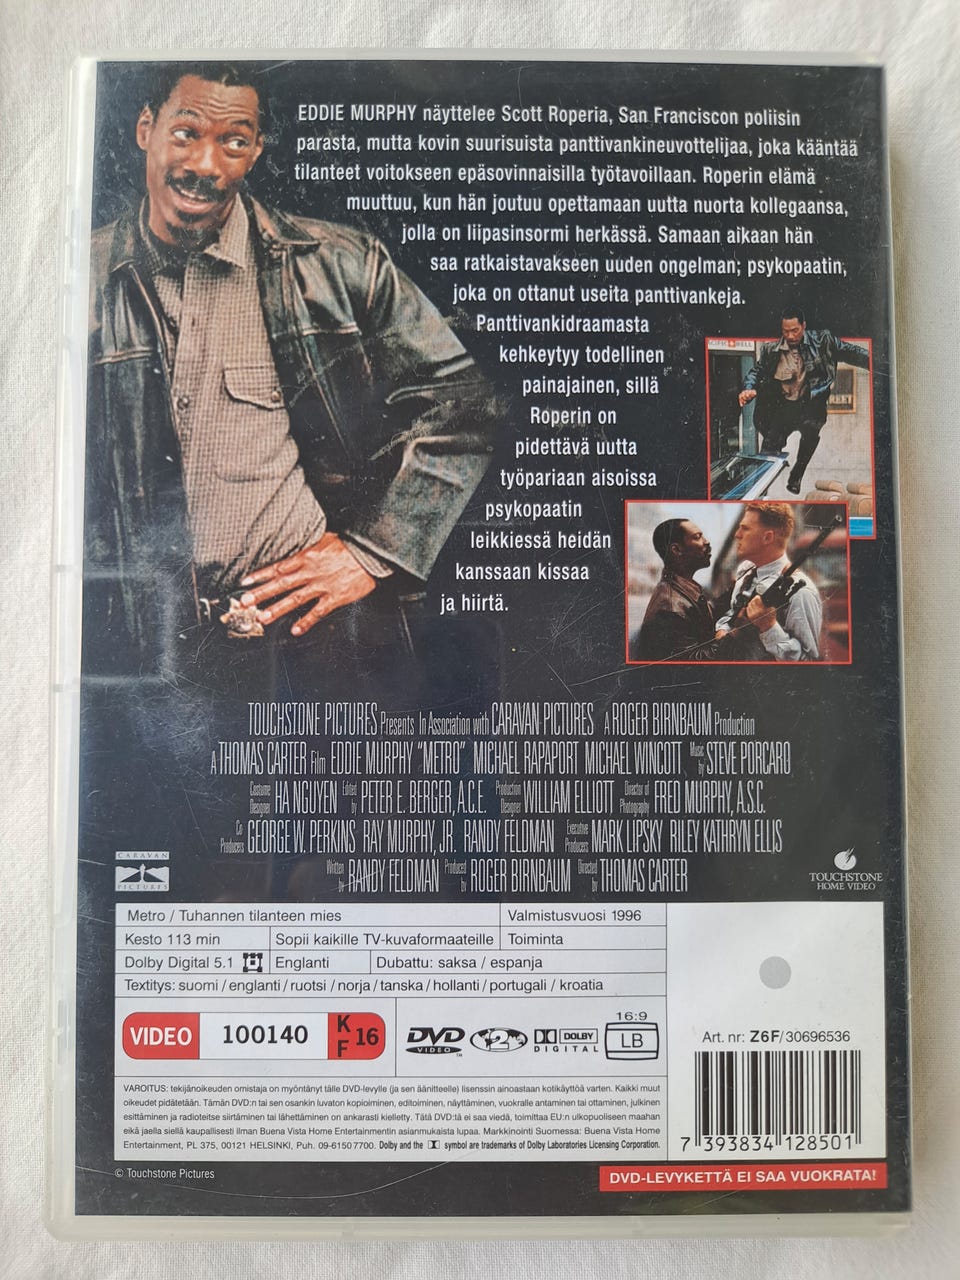 EDDIE MURPHY näyttelee Scott Roperia, San Franciscon poliisin
parasta, mutta kovin suurisuista panttivankineuvottelijaa, joka kääntää
tilanteet voitokseen epäsovinnaisilla työtavoillaan. Roperin elämä
muuttuu, kun hän joutuu opettamaan uutta nuorta kollegaansa,
jolla on liipasinsormi herkässä. Samaan aikaan hän
saa ratkaistavakseen uuden ongelman; psykopaatin,
joka on ottanut useita panttivankeja.
Panttivankidraamasta
kehkeytyy todellinen
painajainen, sillä
Roperin on
pidettävä uutta
työpariaan aisoissa
psykopaatin
leikkiessä heidän
kanssaan kissaa
ja hiirtä.
BELL
TOUCHSTONE PICTURES Presents In Association with CARAVAN PICTURES A ROGER BIRNBAUM Production
A THOMAS CARTER Film EDDIE MURPHY "METRO" MICHAEL RAPAPORT MICHAEL WINCOTT Music by STEVE PORCARO
Costume Designer HA NGUYEN Edited by PETER E. BERGER, A.C.E. Production Designer WILLIAM ELLIOTT Director of Photography FRED MURPHY, A.S.C.
Co Producers GEORGE W. PERKINS RAY MURPHY, JR. RANDY FELDMAN Executive Producers MARK LIPSKY RILEY KATHRYN ELLIS
Written by RANDY FELDMAN Produced by ROGER BIRNBAUM Directed by THOMAS CARTER
CARAVAN
PICTURES
TOUCHSTONE
HOME VIDEO
Metro / Tuhannen tilanteen mies Valmistusvuosi 1996
Kesto 113 min Sopii kaikille TV-kuvaformaateille Toiminta
Dolby Digital 5.1 Englanti Dubattu: saksa / espanja
Textitys: suomi / englanti / ruotsi / norja / tanska / hollanti / portugali / kroatia
VIDEO 100140 K F 16
DVD VIDEO ™ 2 DOLBY DIGITAL 16:9 LB
Art. nr: Z6F/30696536
VAROITUS: tekijänoikeuden omistaja on myöntänyt tälle DVD-levylle (ja sen äänitteelle) lisenssin ainoastaan kotikäyttöä varten. Kaikki muut
oikeudet pidätetään. Tämän DVD:n tai sen osankin luvaton kopioiminen, editoiminen, näyttäminen, vuokralle antaminen tai ottaminen, julkinen
esittäminen ja radioitse siirtäminen tai lähettäminen on ankarasti kielletty. Tätä DVD:tä ei saa viedä, toimittaa EU:n ulkopuoliseen maahan
eikä jaella siellä kaupallisesti ilman Buena Vista Home Entertainmentin asianmukaista lupaa. Markkinointi Suomessa: Buena Vista Home
Entertainment, PL 375, 00121 HELSINKI, Puh. 09-6150 7700. Dolby and the symbol are trademarks of Dolby Laboratories Licensing Corporation.
7 393834 128501
© Touchstone Pictures
DVD-LEVYKETTÄ EI SAA VUOKRATA!